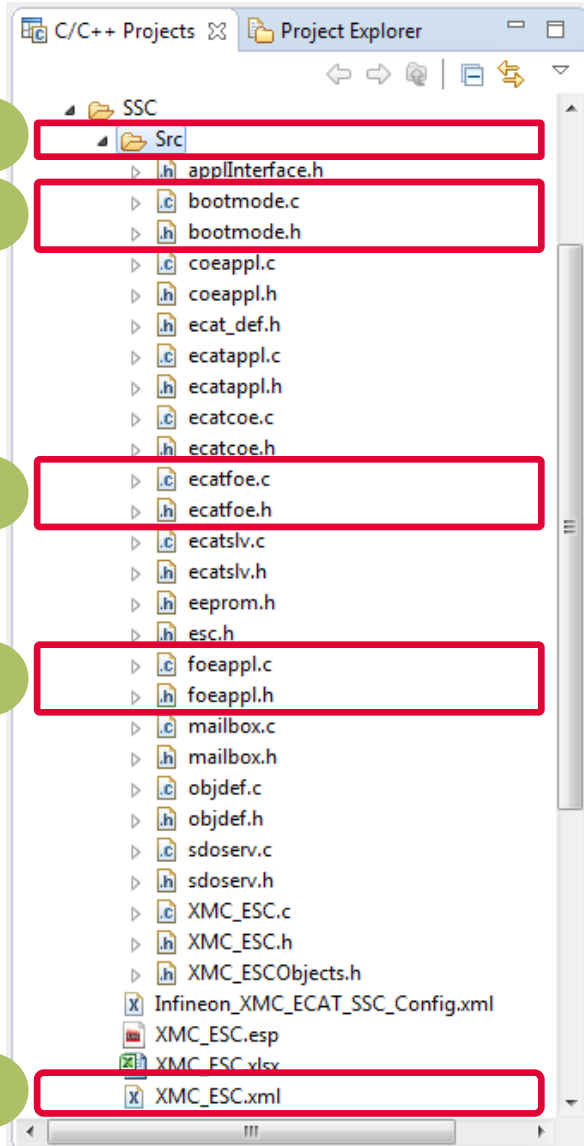 C/C++ Projects Project Explorer
SSC
Src
.h applInterface.h
.c bootmode.c
.h bootmode.h
.c coeappl.c
.h coeappl.h
.h ecat_def.h
.c ecatappl.c
.h ecatappl.h
.c ecatcoe.c
.h ecatcoe.h
.c ecatfoe.c
.h ecatfoe.h
.c ecatslv.c
.h ecatslv.h
.h eeprom.h
.h esc.h
.c foeappl.c
.h foeappl.h
.c mailbox.c
.h mailbox.h
.c objdef.c
.h objdef.h
.c sdoserv.c
.h sdoserv.h
.c XMC_ESC.c
.h XMC_ESC.h
.h XMC_ESCObjects.h
X Infineon_XMC_ECAT_SSC_Config.xml
XMC_ESC.esp
XMC_ESC.xlsx
X XMC_ESC.xml